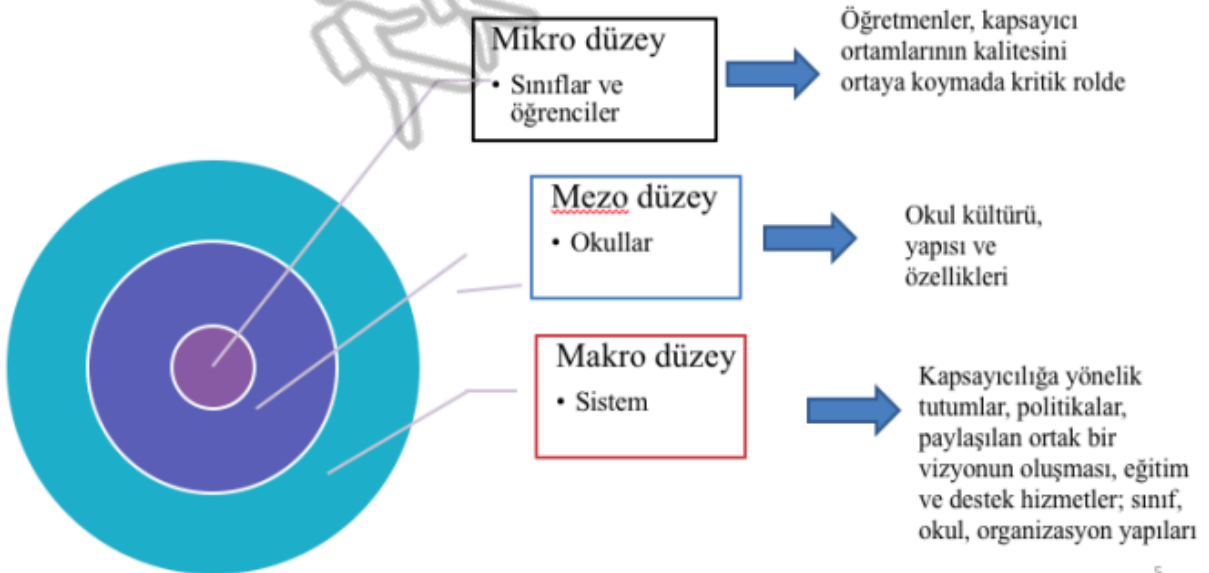 Mikro düzey
• Sınıflar ve
öğrenciler
Öğretmenler, kapsayıcı
ortamlarının kalitesini
ortaya koymada kritik rolde
Mezo düzey
• Okullar
Okul kültürü,
yapısı ve
özellikleri
Makro düzey
• Sistem
Kapsayıcılığa yönelik
tutumlar, politikalar,
paylaşılan ortak bir
vizyonun oluşması, eğitim
ve destek hizmetler; sınıf,
okul, organizasyon yapıları
5